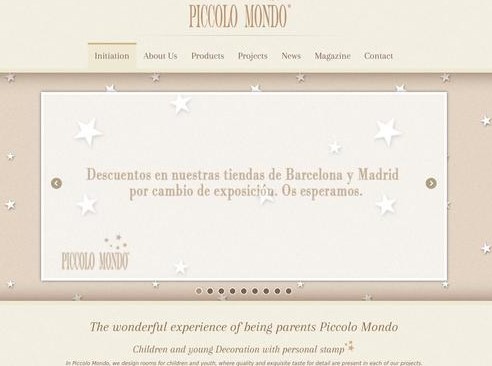 PICCOLO MONDO
Initiation About Us Products Projects News Magazine Contact
Descuentos en nuestras tiendas de Barcelona y Madrid
por cambio de exposición. Os esperamos.
PICCOLO MONDO
The wonderful experience of being parents Piccolo Mondo
Children and young Decoration with personal stamp
In Piccolo Mondo, we design rooms for children and youth, where quality and exquisite taste for detail are present in each of our projects.